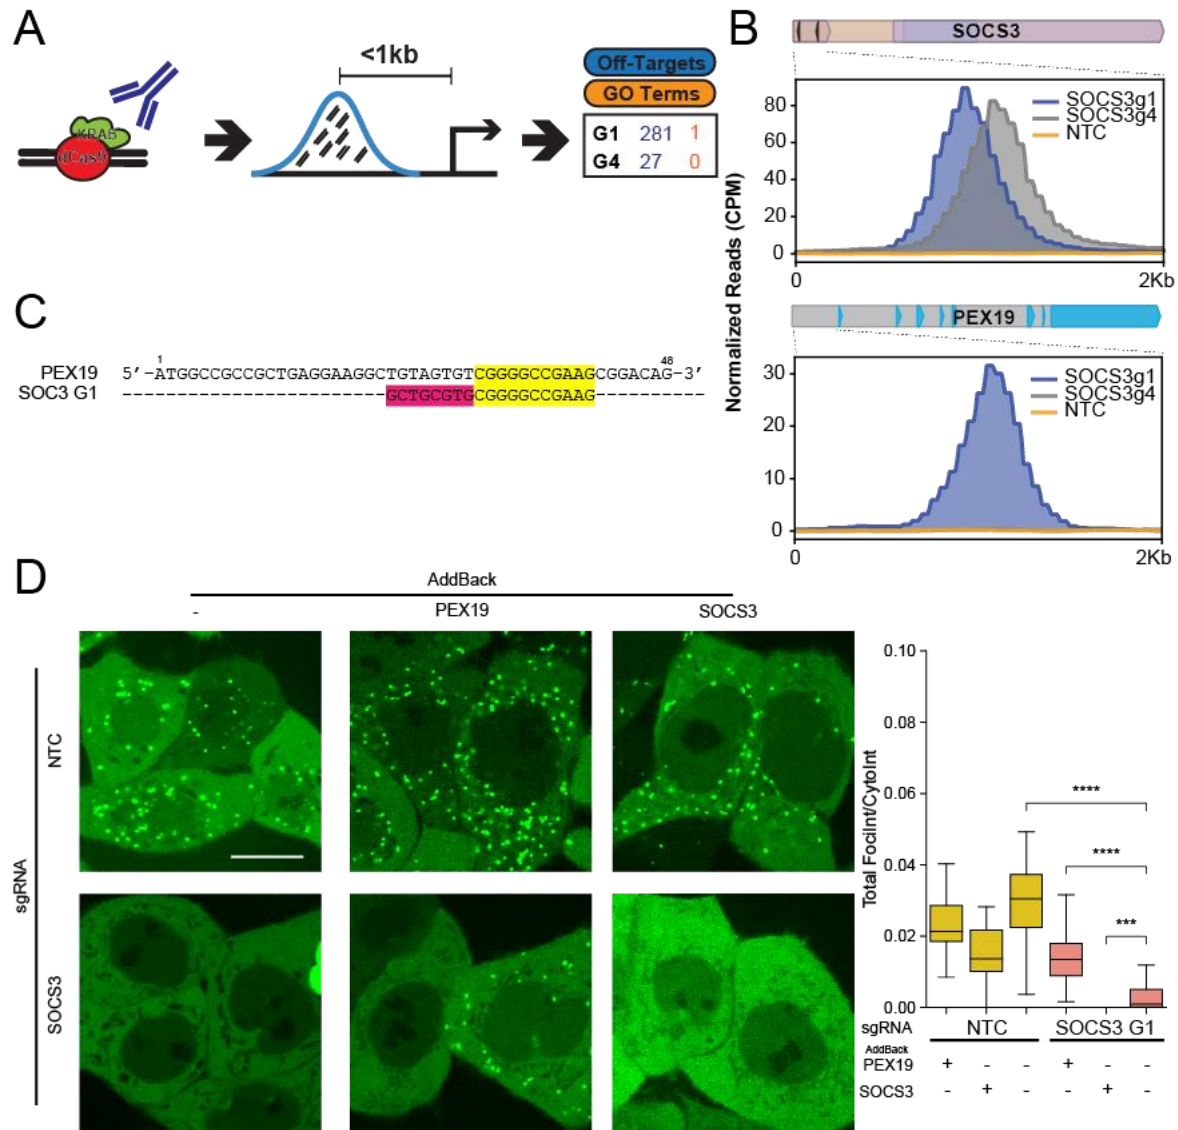 A
<1kb
KRAB
dCas9
Off-Targets
GO Terms
G1 281 1
G4 27 0
B
SOCS3
Normalized Reads (CPM)
80
60
40
20
0
SOCS3g1
SOCS3g4
NTC
0 2Kb
PEX19
30
20
10
0
SOCS3g1
SOCS3g4
NTC
0 2Kb
C
1 48
PEX19 5’-ATGGCCGCCGCTGAGGAAGGCTGTAGTGTCGGGGCCGAAGCGGACAG-3’
SOC3 G1 ------------------------GCTGCGTGCGGGGCCGAAG----------
D
AddBack
- PEX19 SOCS3
sgRNA
NTC
SOCS3
Total FociInt/CytoInt
0.10
0.08
0.06
0.04
0.02
0.00
****
****
***
sgRNA NTC SOCS3 G1
AddBack
PEX19 + - - + - -
SOCS3 - + - - + -